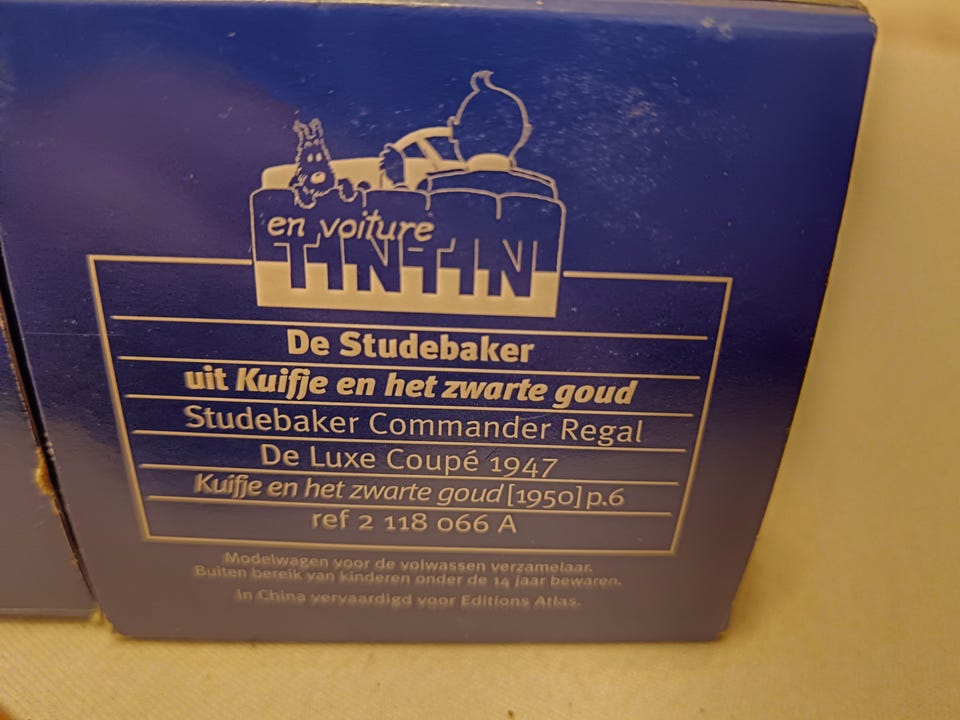 en voiture
TINTIN
De Studebaker
uit Kuifje en het zwarte goud
Studebaker Commander Regal
De Luxe Coupé 1947
Kuifje en het zwarte goud [1950] p.6
ref 2 118 066 A
Modelwagen voor de volwassen verzamelaar.
Buiten bereik van kinderen onder de 14 jaar bewaren.
In China vervaardigd voor Editions Atlas.